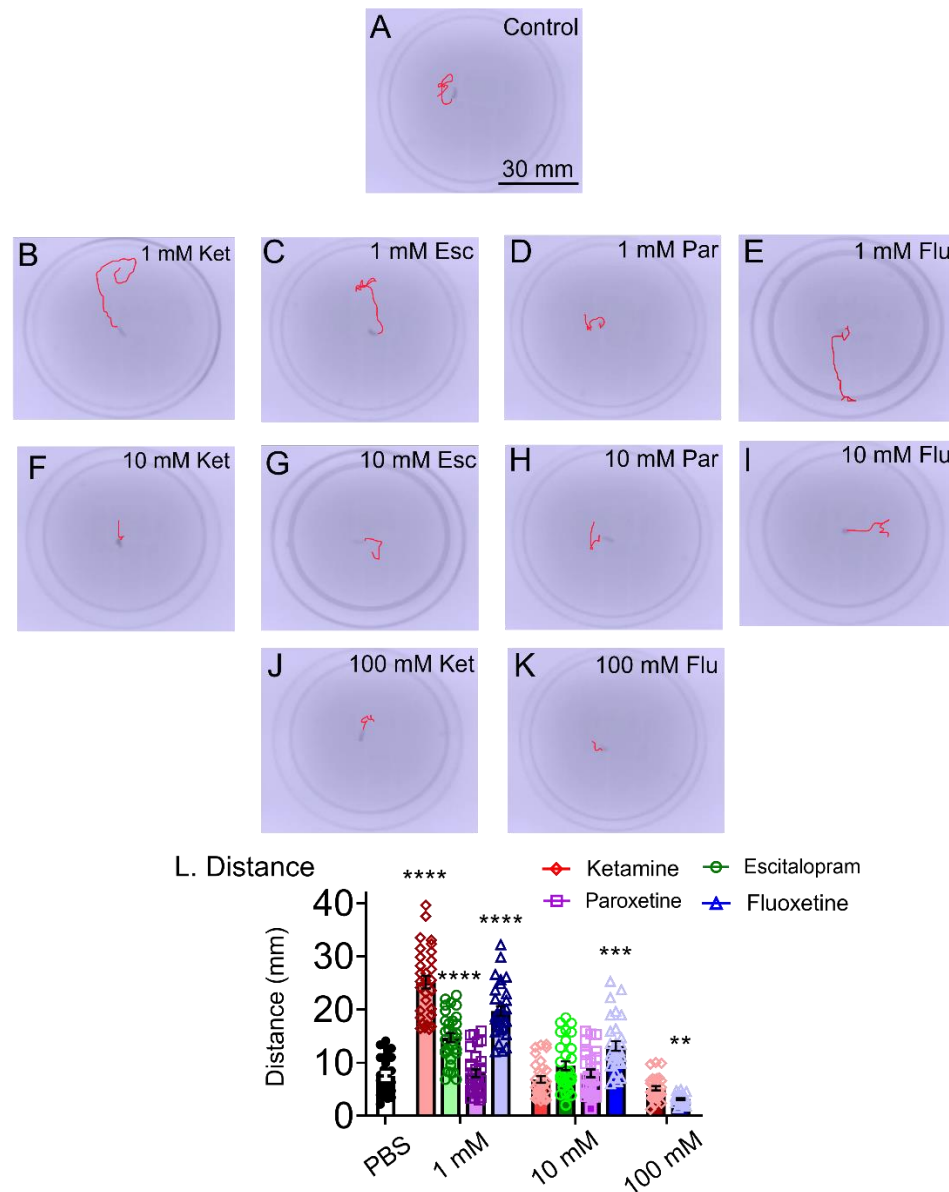 A Control
30 mm
B 1 mM Ket
C 1 mM Esc
D 1 mM Par
E 1 mM Flu
F 10 mM Ket
G 10 mM Esc
H 10 mM Par
I 10 mM Flu
J 100 mM Ket
K 100 mM Flu
L. Distance
Ketamine
Escitalopram
Paroxetine
Fluoxetine
Distance (mm)
40
30
20
10
0
****
****
****
***
**
PBS
1 mM
10 mM
100 mM